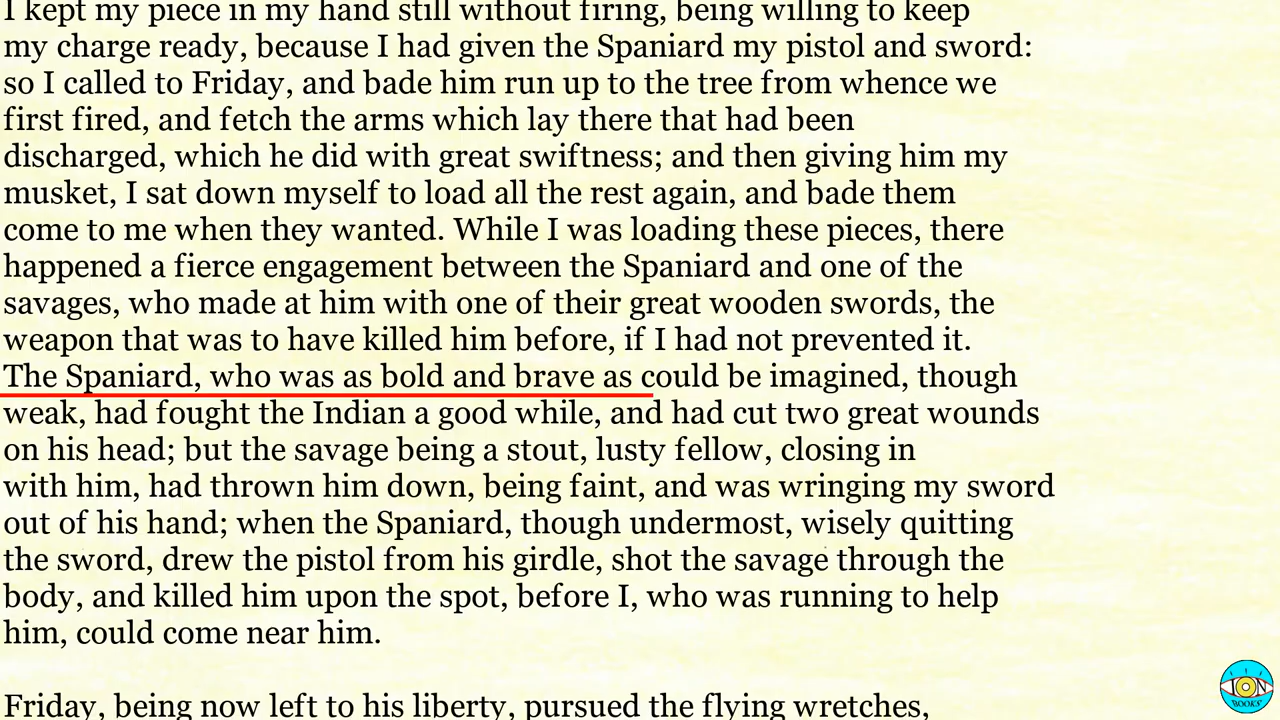 I kept my piece in my hand still without firing, being willing to keep
my charge ready, because I had given the Spaniard my pistol and sword:
so I called to Friday, and bade him run up to the tree from whence we
first fired, and fetch the arms which lay there that had been
discharged, which he did with great swiftness; and then giving him my
musket, I sat down myself to load all the rest again, and bade them
come to me when they wanted. While I was loading these pieces, there
happened a fierce engagement between the Spaniard and one of the
savages, who made at him with one of their great wooden swords, the
weapon that was to have killed him before, if I had not prevented it.
The Spaniard, who was as bold and brave as could be imagined, though
weak, had fought the Indian a good while, and had cut two great wounds
on his head; but the savage being a stout, lusty fellow, closing in
with him, had thrown him down, being faint, and was wringing my sword
out of his hand; when the Spaniard, though undermost, wisely quitting
the sword, drew the pistol from his girdle, shot the savage through the
body, and killed him upon the spot, before I, who was running to help
him, could come near him.
Friday, being now left to his liberty, pursued the flying wretches,
ION
BOOKS